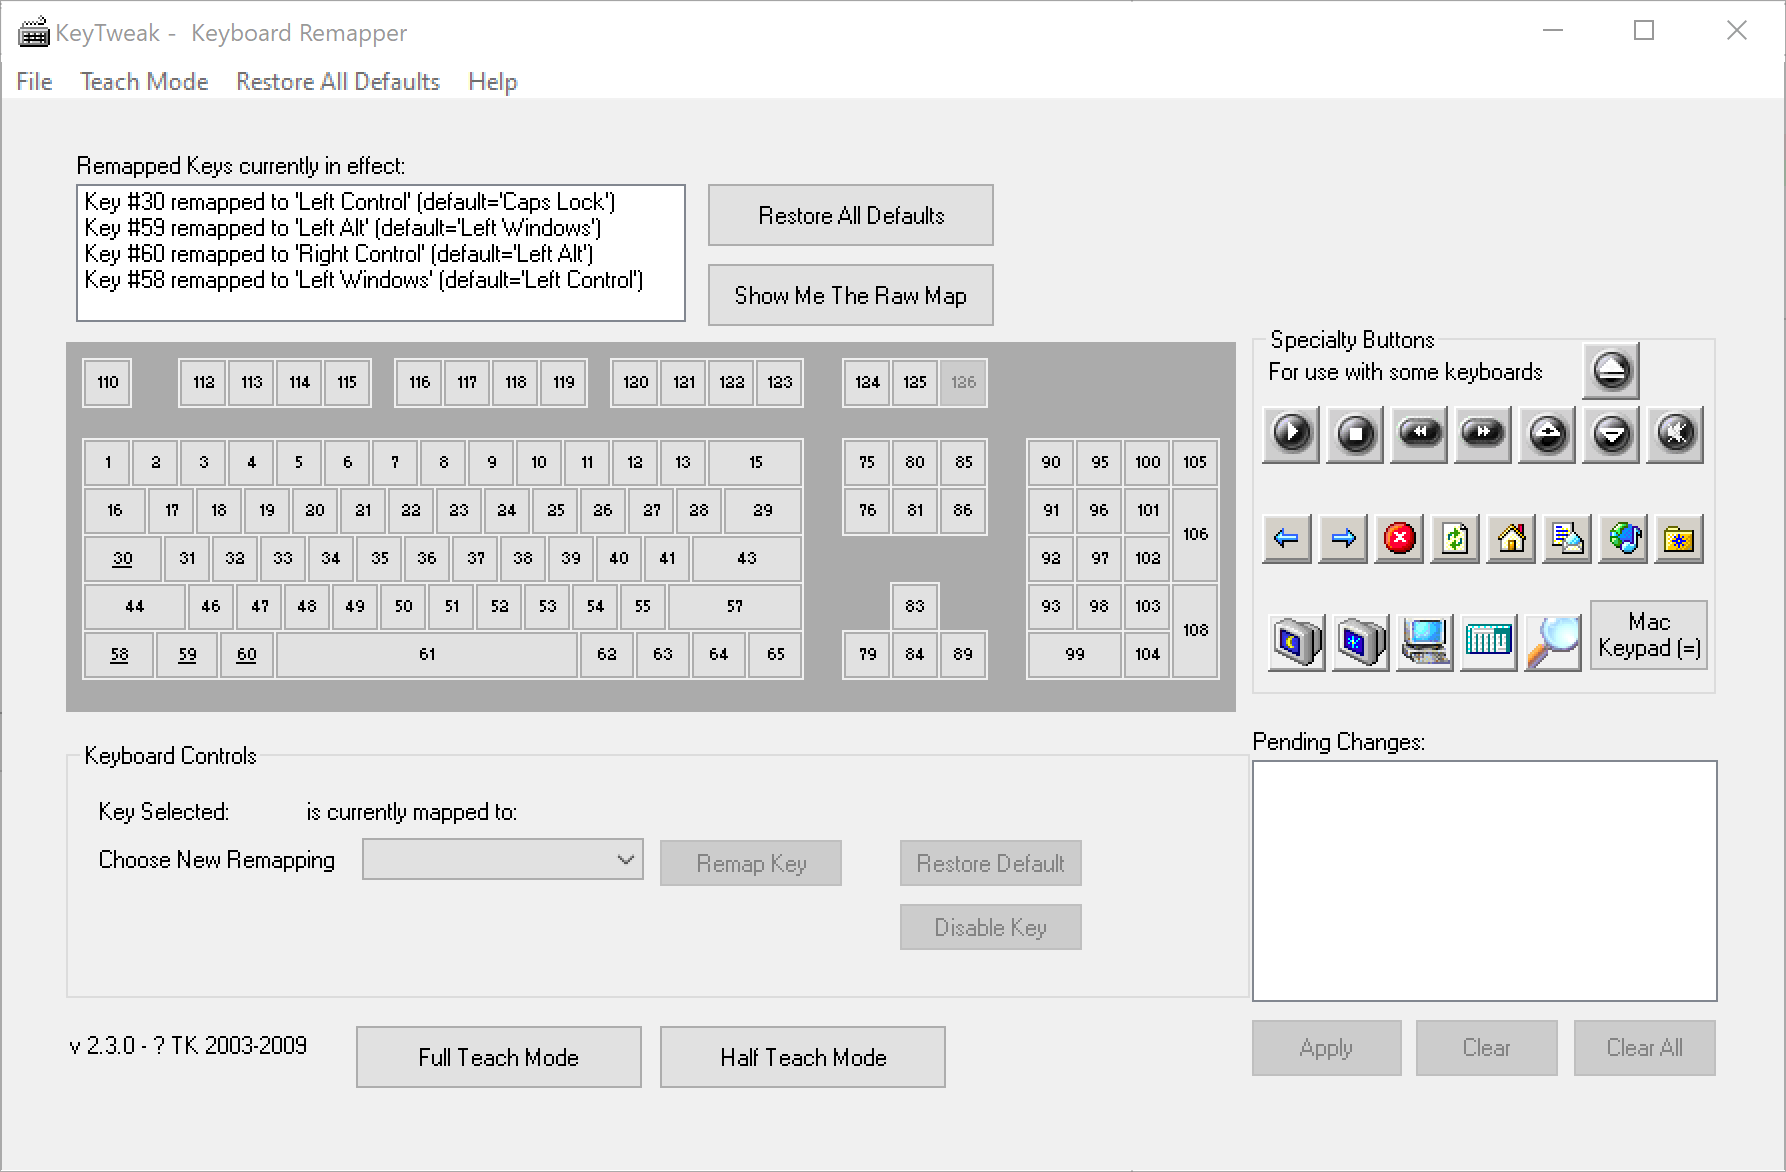 KeyTweak -  Keyboard Remapper
File Teach Mode Restore All Defaults Help
Remapped Keys currently in effect:
Key #30 remapped to 'Left Control' (default='Caps Lock')
Key #59 remapped to 'Left Alt' (default='Left Windows')
Key #60 remapped to 'Right Control' (default='Left Alt')
Key #58 remapped to 'Left Windows' (default='Left Control')
Restore All Defaults
Show Me The Raw Map
110 112 113 114 115 116 117 118 119 120 121 122 123 124 125 126
1 2 3 4 5 6 7 8 9 10 11 12 13 15 75 80 85 90 95 100 105
16 17 18 19 20 21 22 23 24 25 26 27 28 29 76 81 86 91 96 101
106
30 31 32 33 34 35 36 37 38 39 40 41 43 92 97 102
44 46 47 48 49 50 51 52 53 54 55 57 83 93 98 103
108
58 59 60 61 62 63 64 65 79 84 89 99 104
Specialty Buttons
For use with some keyboards
Mac
Keypad (=)
Keyboard Controls
Key Selected: is currently mapped to:
Choose New Remapping
Remap Key
Restore Default
Disable Key
Pending Changes:
v 2.3.0 - ? TK 2003-2009
Full Teach Mode
Half Teach Mode
Apply
Clear
Clear All